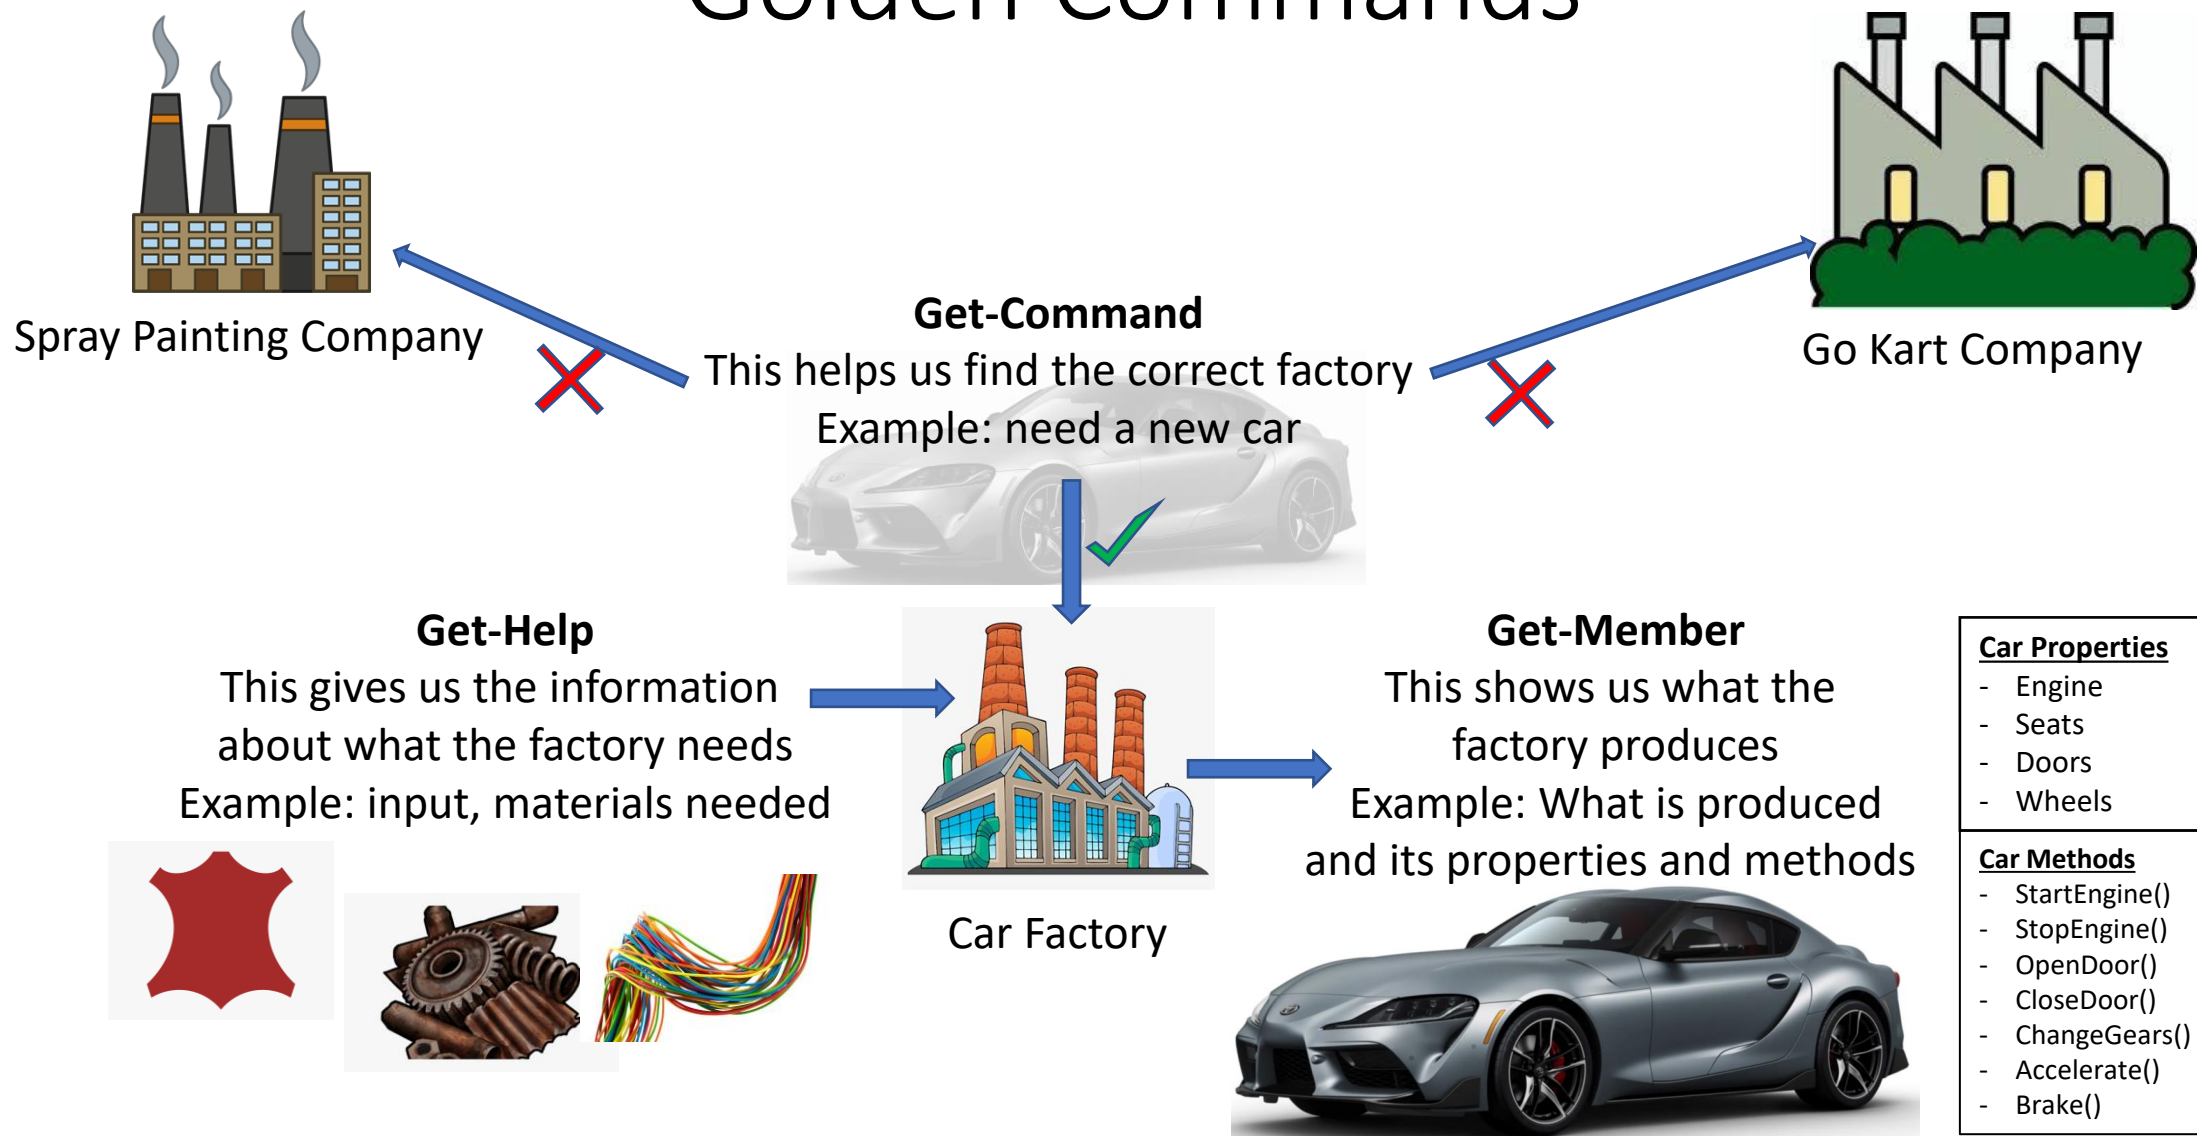 Golden Commands
Spray Painting Company
Go Kart Company
Get-Command
This helps us find the correct factory
Example: need a new car
Get-Help
This gives us the information
about what the factory needs
Example: input, materials needed
Car Factory
Get-Member
This shows us what the
factory produces
Example: What is produced
and its properties and methods
Car Properties
- Engine
- Seats
- Doors
- Wheels
Car Methods
- StartEngine()
- StopEngine()
- OpenDoor()
- CloseDoor()
- ChangeGears()
- Accelerate()
- Brake()